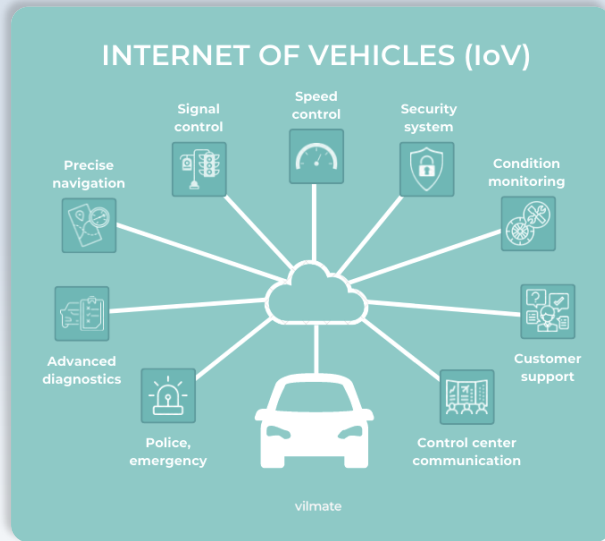 INTERNET OF VEHICLES (IoV)
Speed
control
Signal
control
Security
system
Precise
navigation
Condition
monitoring
Advanced
diagnostics
Customer
support
Police,
emergency
Control center
communication
vilmate